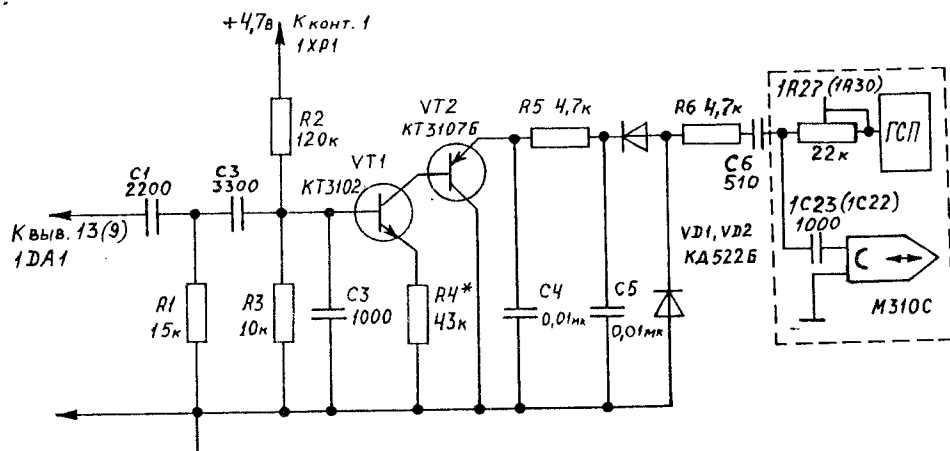 +4,7в
К конт. 1
1ХР1
R2
120к
VT2
КТ3107Б
VT1
КТ3102
C1
2200
C3
3300
К выв. 13(9)
1DA1
R1
15к
R3
10к
C3
1000
R4*
43к
R5 4,7к
R6 4,7к
C6
510
C4
0,01мк
C5
0,01мк
VD1, VD2
КД522Б
1R27 (1R30)
22к
ГСП
1C23 (1C22)
1000
М310С